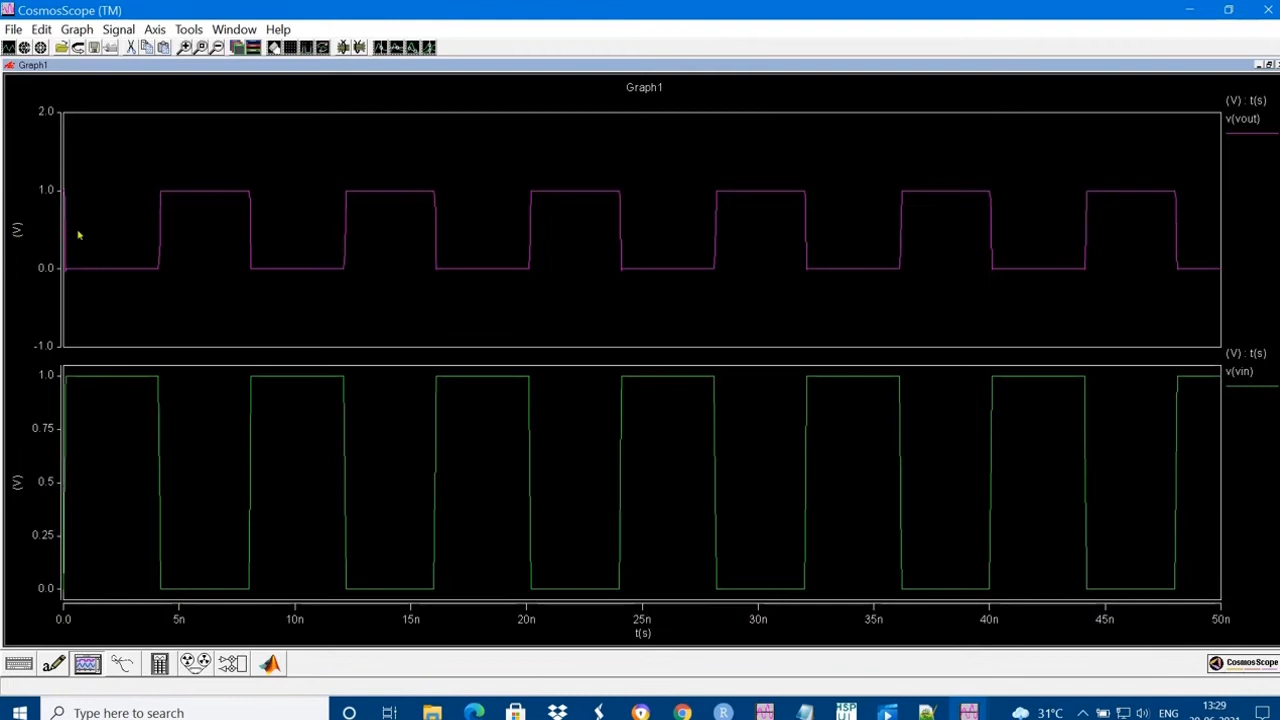 CosmosScope (TM)
File Edit Graph Signal Axis Tools Window Help
Graph1
Graph1
(V) : t(s)
v(vout)
2.0
1.0
0.0
-1.0
(V)
(V) : t(s)
v(vin)
1.0
0.75
0.5
0.25
0.0
(V)
0.0 5n 10n 15n 20n 25n 30n 35n 40n 45n 50n
t(s)
CosmosScope
Type here to search
31°C
ENG
13:29